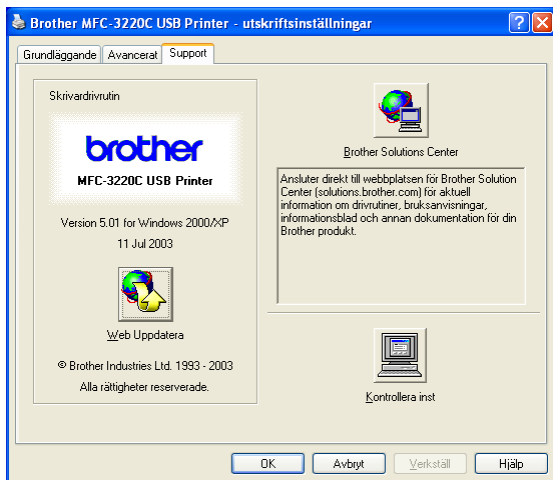 Brother MFC-3220C USB Printer - utskriftsinställningar
Grundläggande
Avancerat
Support
Skrivardrivrutin
brother
MFC-3220C USB Printer
Version 5.01 for Windows 2000/XP
11 Jul 2003
Web Uppdatera
© Brother Industries Ltd. 1993 - 2003
Alla rättigheter reserverade.
Brother Solutions Center
Ansluter direkt till webbplatsen för Brother Solution
Center (solutions.brother.com) för aktuell
information om drivrutiner, bruksanvisningar,
informationsblad och annan dokumentation för din
Brother produkt.
Kontrollera inst
OK
Avbryt
Verkställ
Hjälp